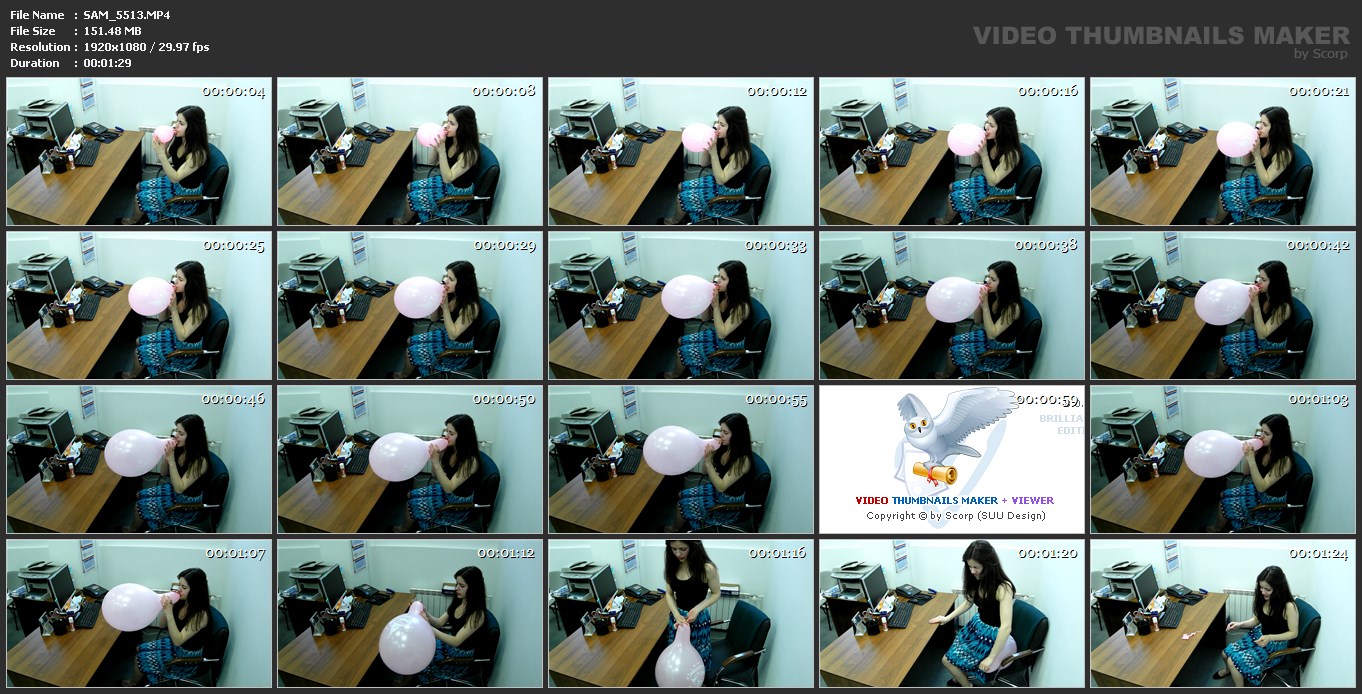 File Name : SAM_5513.MP4
File Size : 151.48 MB
Resolution : 1920x1080 / 29.97 fps
Duration : 00:01:29
VIDEO THUMBNAILS MAKER
by Scorp
00:00:04 00:00:08 00:00:12 00:00:16 00:00:21
00:00:25 00:00:29 00:00:33 00:00:38 00:00:42
00:00:46 00:00:50 00:00:55 00:00:59 00:01:03
BRILLIA
EDIT
VIDEO THUMBNAILS MAKER + VIEWER
Copyright © by Scorp (SUU Design)
00:01:07 00:01:12 00:01:16 00:01:20 00:01:24